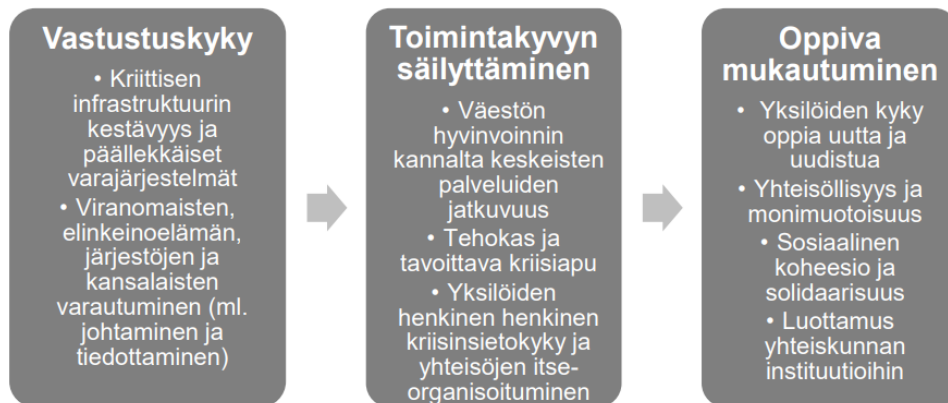 Vastustuskyky
• Kriittisen
infrastruktuurin
kestävyys ja
päällekkäiset
varajärjestelmät
• Viranomaisten,
elinkeinoelämän,
järjestöjen ja
kansalaisten
varautuminen (ml.
johtaminen ja
tiedottaminen)
Toimintakyvyn
säilyttäminen
• Väestön
hyvinvoinnin
kannalta keskeisten
palveluiden
jatkuvuus
• Tehokas ja
tavoittava kriisiapu
• Yksilöiden
henkinen henkinen
kriisinsietokyky ja
yhteisöjen itse-
organisoituminen
Oppiva
mukautuminen
• Yksilöiden kyky
oppia uutta ja
uudistua
• Yhteisöllisyys ja
monimuotoisuus
• Sosiaalinen
koheesio ja
solidaarisuus
• Luottamus
yhteiskunnan
instituutioihin